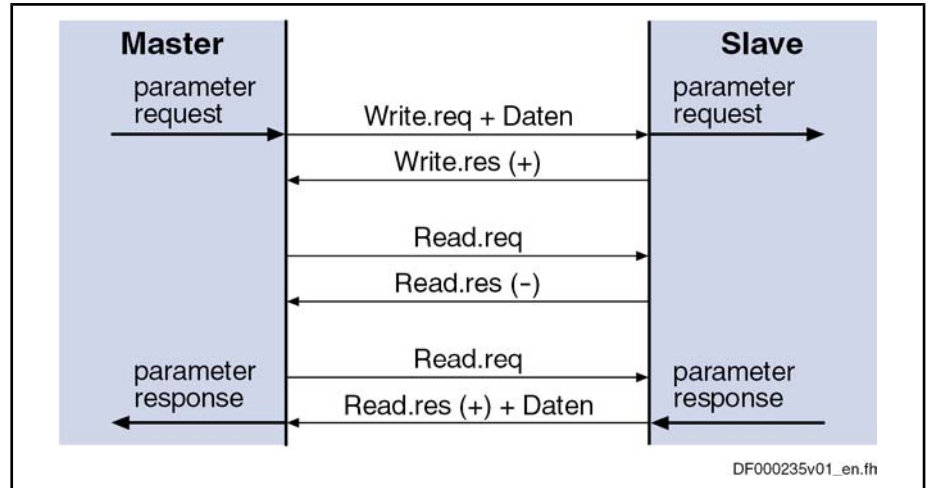 Master
Slave
parameter
request
Write.req + Daten
parameter
request
Write.res (+)
Read.req
Read.res (-)
Read.req
parameter
response
Read.res (+) + Daten
parameter
response
DF000235v01_en.fh